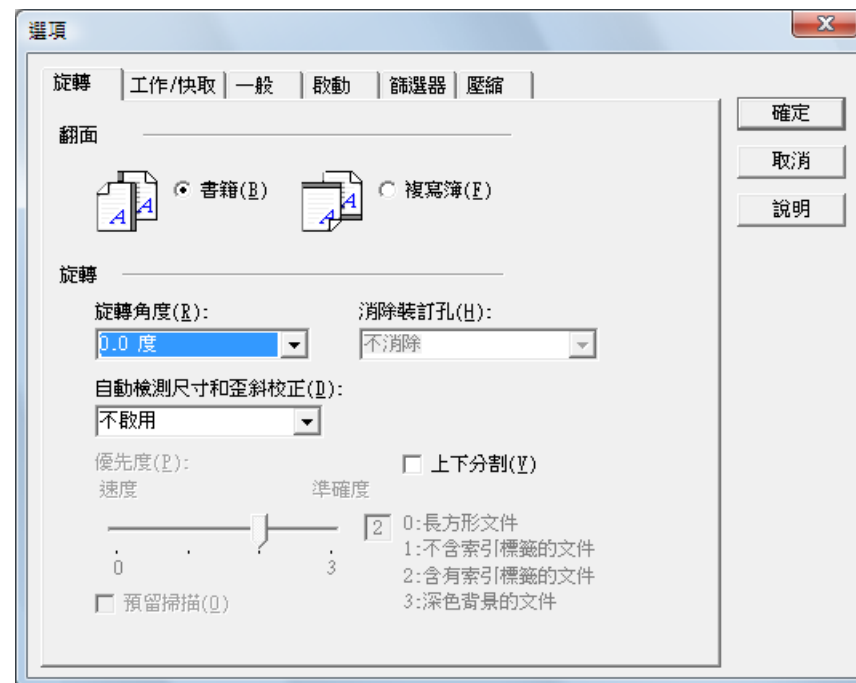 選項
旋轉 工作/快取 一般 啟動 篩選器 壓縮
確定
取消
說明
翻面
A A 書籍(B) A A 複寫簿(F)
旋轉
旋轉角度(R): 消除裝訂孔(H):
0.0 度 不消除
自動檢測尺寸和歪斜校正(D):
不啟用
優先度(P): 上下分割(V)
速度 準確度
2 0:長方形文件
1:不含索引標籤的文件
0 3 2:含有索引標籤的文件
預留掃描(O) 3:深色背景的文件